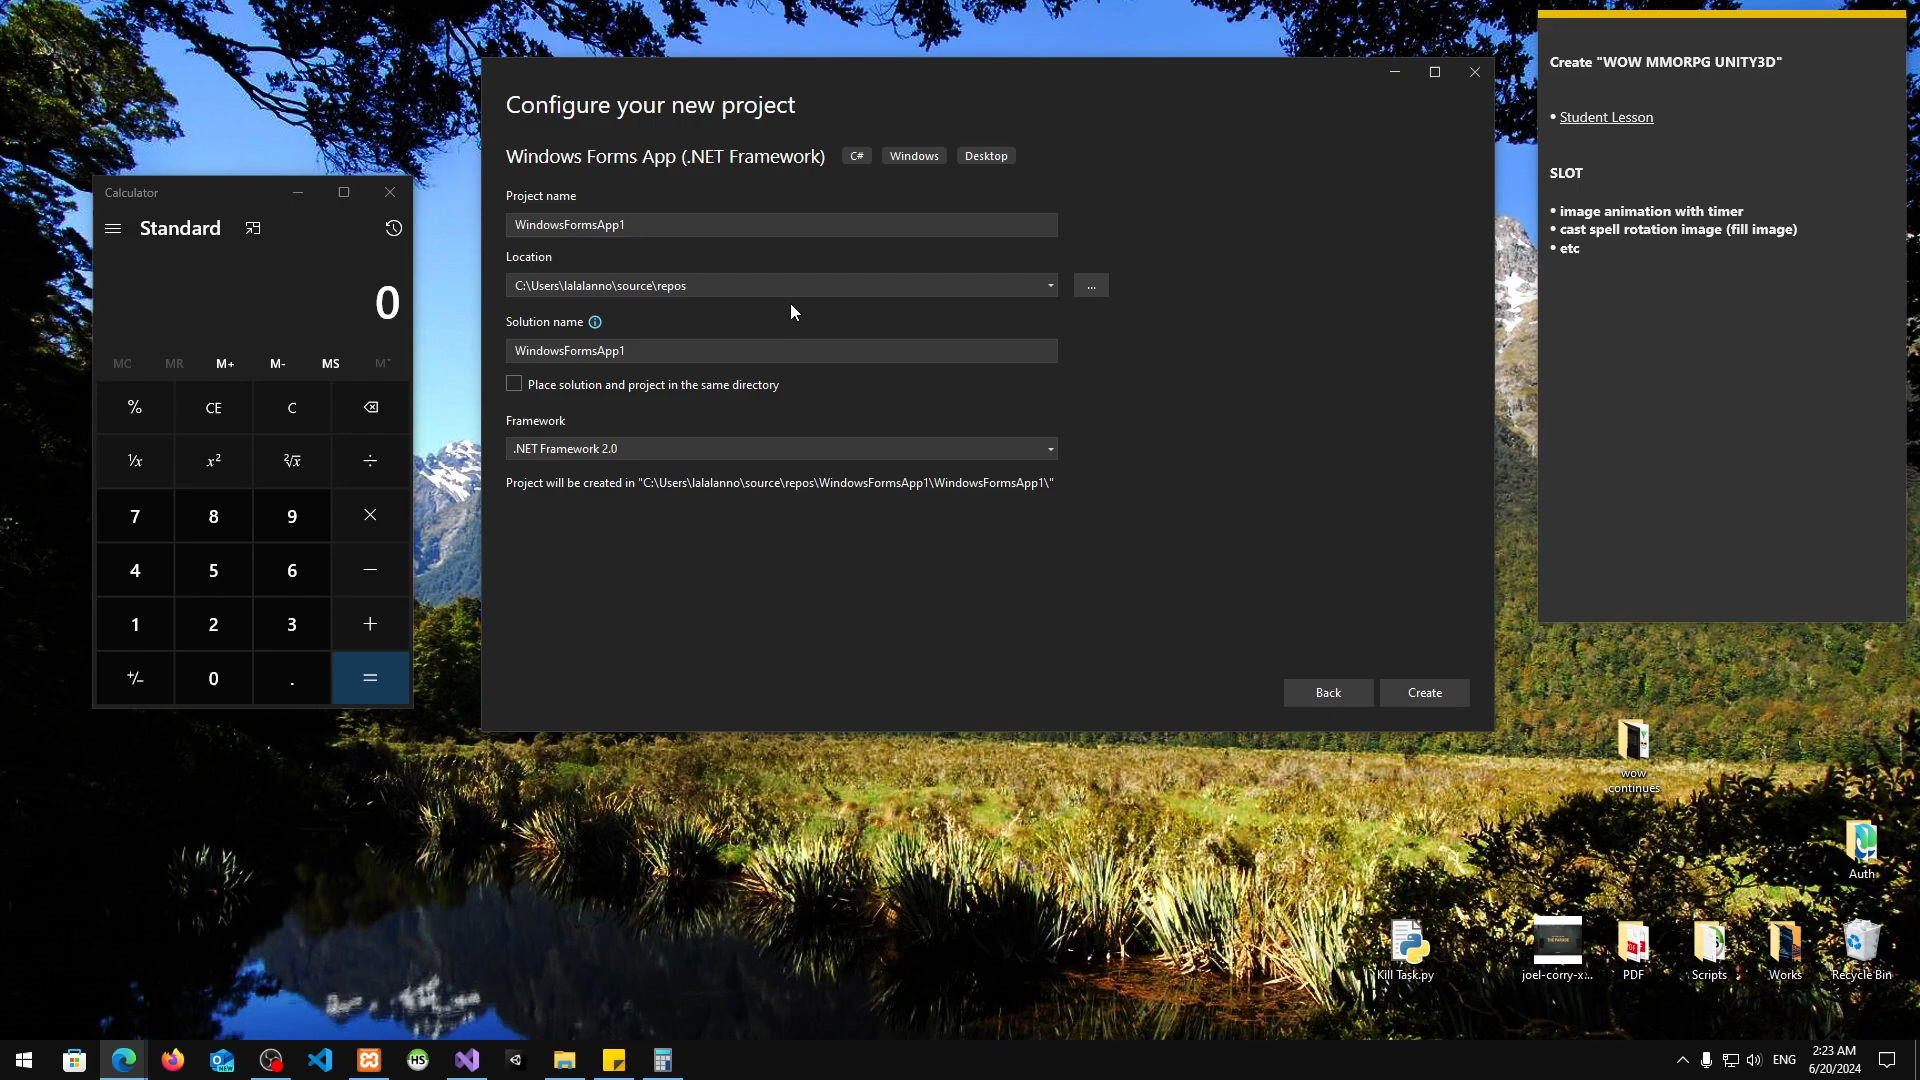 Create "WOW MMORPG UNITY3D"
• Student Lesson
SLOT
• image animation with timer
• cast spell rotation image (fill image)
• etc
Configure your new project
Windows Forms App (.NET Framework) C# Windows Desktop
Project name
WindowsFormsApp1
Location
C:\Users\lalalanno\source\repos
...
Solution name
WindowsFormsApp1
Place solution and project in the same directory
Framework
.NET Framework 2.0
Project will be created in "C:\Users\lalalanno\source\repos\WindowsFormsApp1\WindowsFormsApp1\"
Back Create
Calculator
Standard
0
MC MR M+ M- MS M˅
% CE C
¹/x x² ²√x ÷
7 8 9 ×
4 5 6 −
1 2 3 +
+/− 0 . =
wow
continues
Auth
Kill Task.py
joel-corry-x...
PDF
Scripts
Works
Recycle Bin
NEW
HS
ENG
2:23 AM
6/20/2024